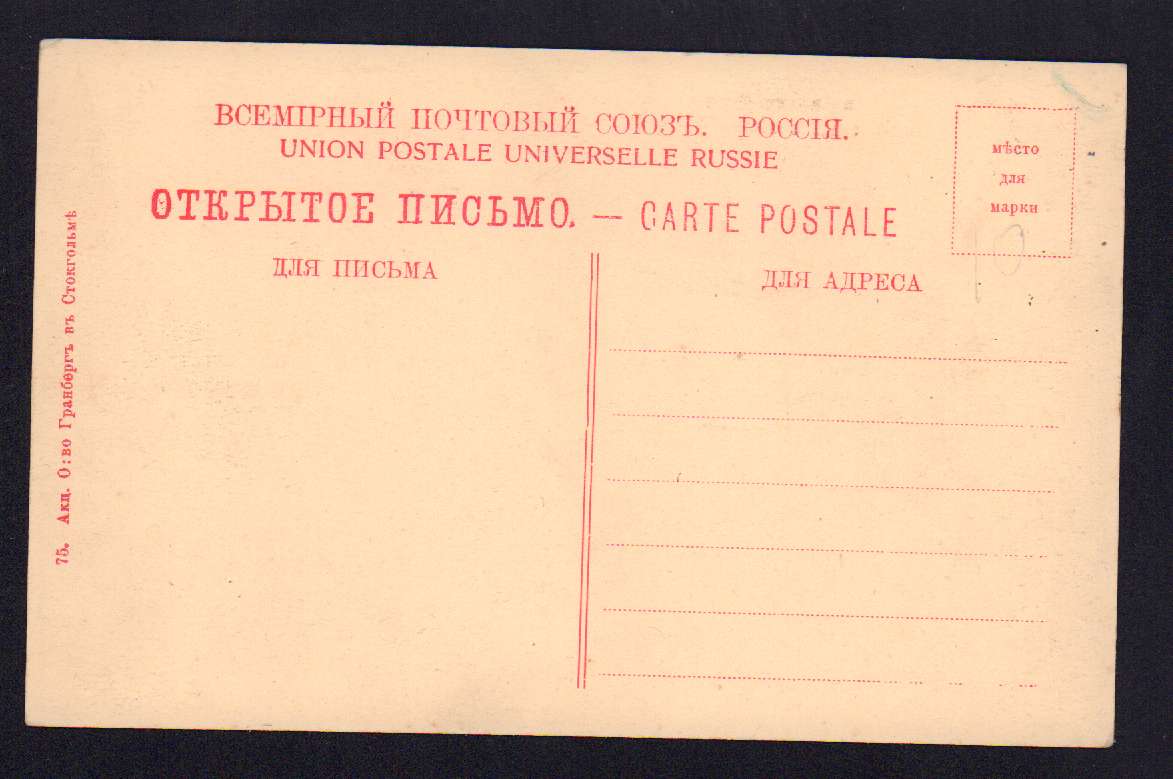 ВСЕМІРНЫЙ ПОЧТОВЫЙ СОЮЗЪ. РОССІЯ.
UNION POSTALE UNIVERSELLE RUSSIE
ОТКРЫТОЕ ПИСЬМО. — CARTE POSTALE
мѣсто
для
марки
ДЛЯ ПИСЬМА
ДЛЯ АДРЕСА
75. Акц. О:во Гранбергъ въ Стокгольмѣ